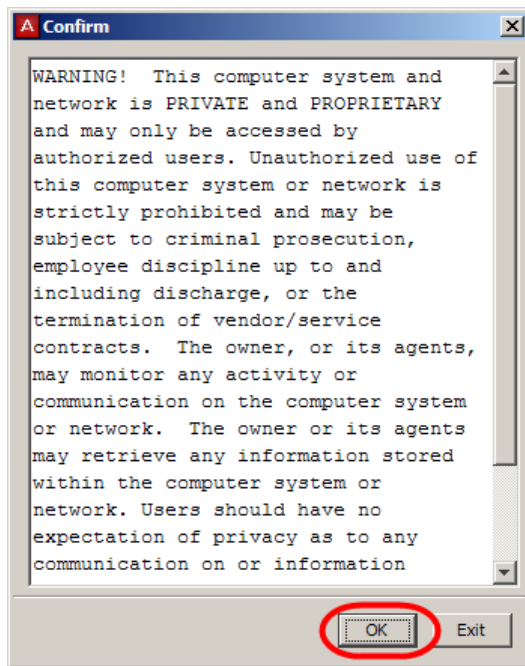 A Confirm
WARNING!  This computer system and
network is PRIVATE and PROPRIETARY
and may only be accessed by
authorized users. Unauthorized use of
this computer system or network is
strictly prohibited and may be
subject to criminal prosecution,
employee discipline up to and
including discharge, or the
termination of vendor/service
contracts.  The owner, or its agents,
may monitor any activity or
communication on the computer system
or network.  The owner or its agents
may retrieve any information stored
within the computer system or
network. Users should have no
expectation of privacy as to any
communication on or information
OK Exit